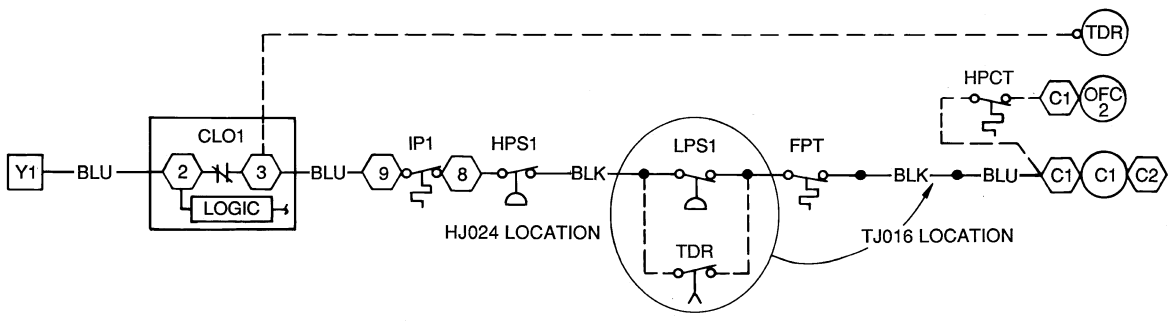 TDR
HPCT
C1 OFC 2
CLO1
IP1
HPS1
LPS1
FPT
Y1 BLU 2 3 BLU 9 8 BLK BLK BLU C1 C1 C2
LOGIC
HJ024 LOCATION
TJ016 LOCATION
TDR